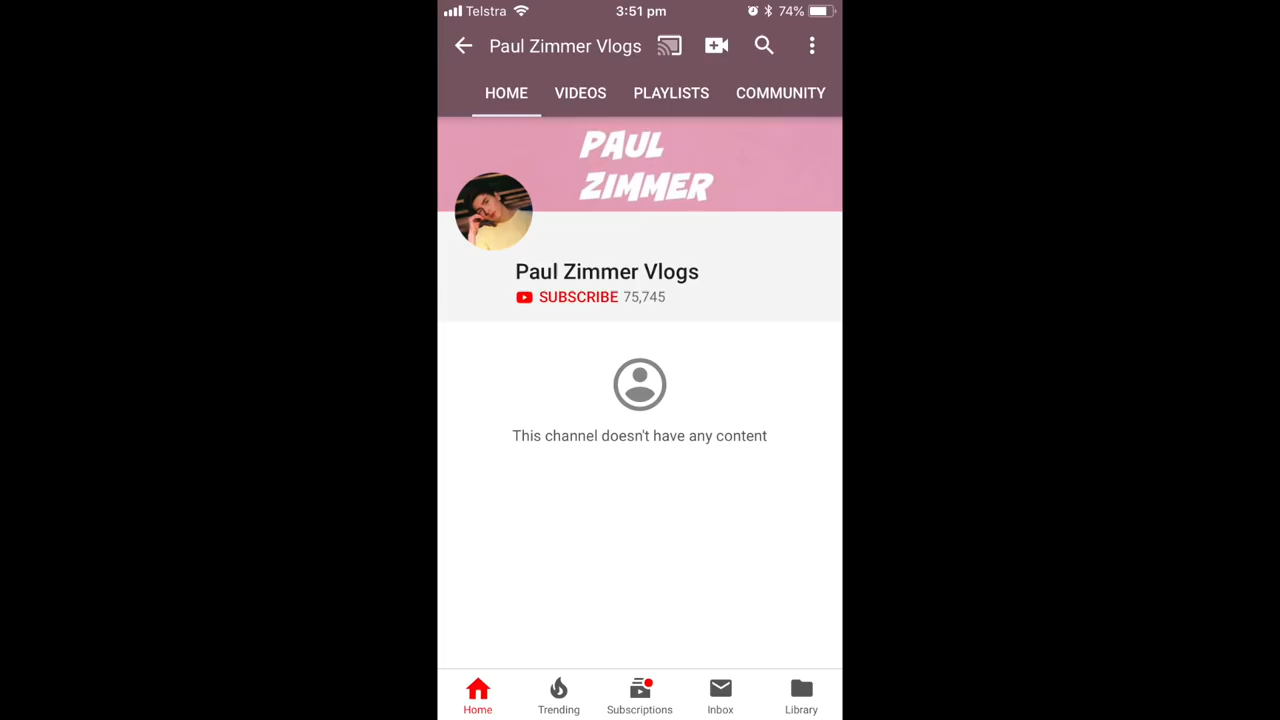 Telstra 3:51 pm 74%
Paul Zimmer Vlogs
HOME VIDEOS PLAYLISTS COMMUNITY
PAUL
ZIMMER
Paul Zimmer Vlogs
SUBSCRIBE 75,745
This channel doesn't have any content
Home Trending Subscriptions Inbox Library